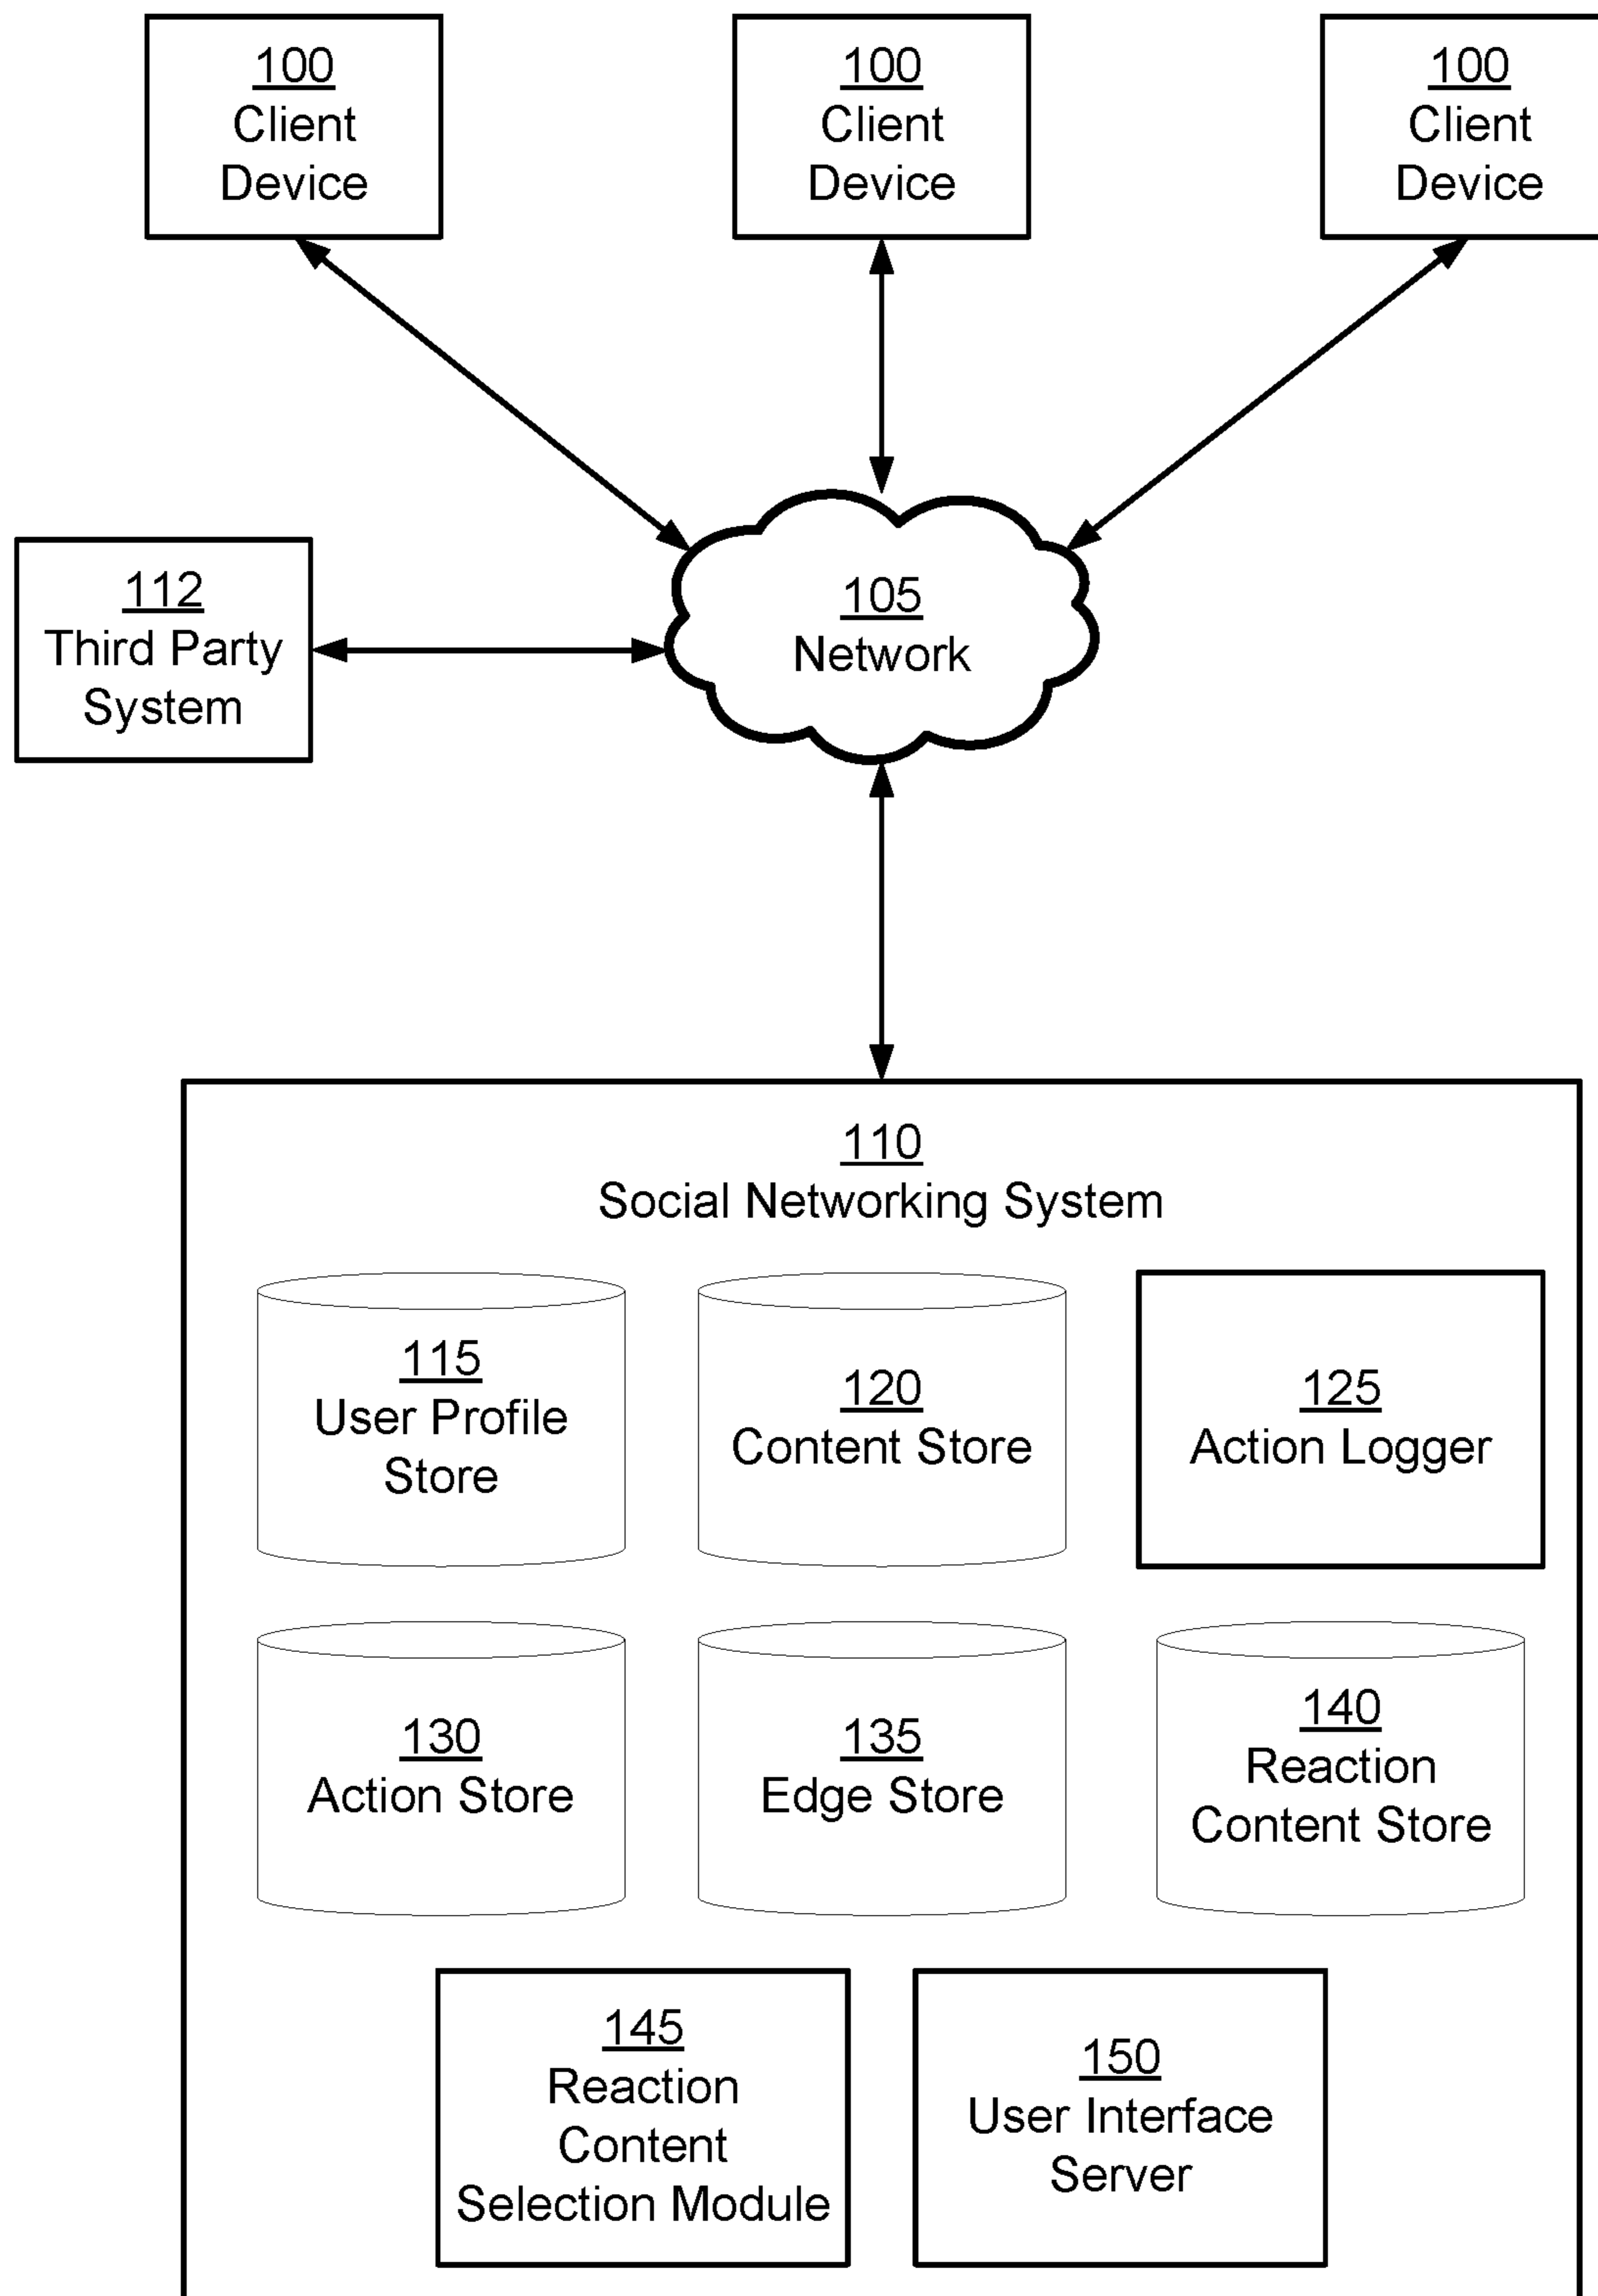 100
Client
Device
100
Client
Device
100
Client
Device
112
Third Party
System
105
Network
110
Social Networking System
115
User Profile
Store
120
Content Store
125
Action Logger
130
Action Store
135
Edge Store
140
Reaction
Content Store
145
Reaction
Content
Selection Module
150
User Interface
Server